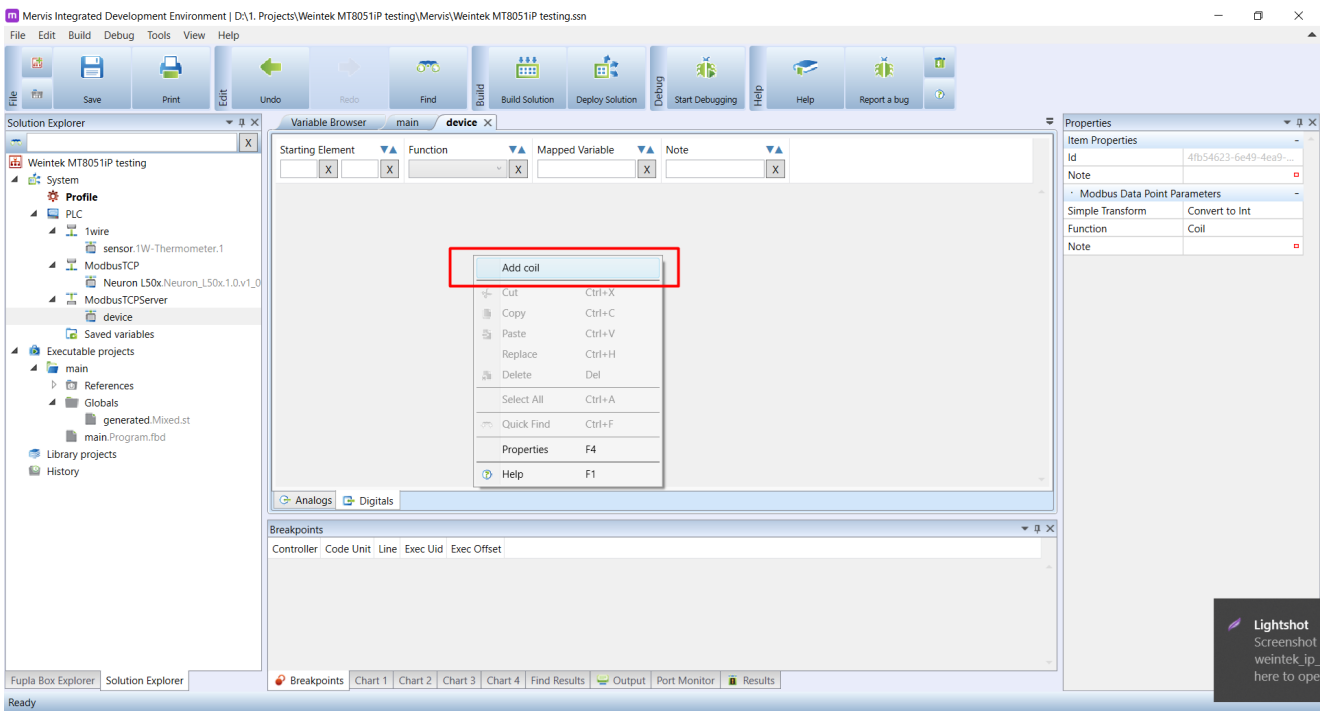 m Mervis Integrated Development Environment | D:\1. Projects\Weintek MT8051iP testing\Mervis\Weintek MT8051iP testing.ssn
File Edit Build Debug Tools View Help
File
Save
Print
Edit
Undo
Redo
Find
Build
Build Solution
Deploy Solution
Debug
Start Debugging
Help
Help
Report a bug
Solution Explorer
X
Weintek MT8051iP testing
System
Profile
PLC
1wire
sensor.1W-Thermometer.1
ModbusTCP
Neuron L50x.Neuron_L50x.1.0.v1_0
ModbusTCPServer
device
Saved variables
Executable projects
main
References
Globals
generated.Mixed.st
main.Program.fbd
Library projects
History
Fupla Box Explorer Solution Explorer
Variable Browser main device
Starting Element Function Mapped Variable Note
X X X X X
Add coil
Cut Ctrl+X
Copy Ctrl+C
Paste Ctrl+V
Replace Ctrl+H
Delete Del
Select All Ctrl+A
Quick Find Ctrl+F
Properties F4
Help F1
Analogs Digitals
Breakpoints
Controller Code Unit Line Exec Uid Exec Offset
Breakpoints Chart 1 Chart 2 Chart 3 Chart 4 Find Results Output Port Monitor Results
Properties
Item Properties
Id 4fb54623-6e49-4ea9-...
Note
Modbus Data Point Parameters
Simple Transform Convert to Int
Function Coil
Note
Lightshot
Screenshot
weintek_ip_
here to ope
Ready